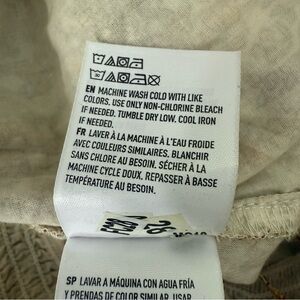 EN MACHINE WASH COLD WITH LIKE
COLORS. USE ONLY NON-CHLORINE BLEACH
IF NEEDED. TUMBLE DRY LOW. COOL IRON
IF NEEDED.
FR LAVER À LA MACHINE À L'EAU FROIDE
AVEC COULEURS SIMILAIRES. BLANCHIR
SANS CHLORE AU BESOIN. SÉCHER À LA
MACHINE CYCLE DOUX. REPASSER À BASSE
TEMPÉRATURE AU BESOIN.
SP LAVAR A MÁQUINA CON AGUA FRÍA
Y PRENDAS DE COLOR SIMILAR. USAR